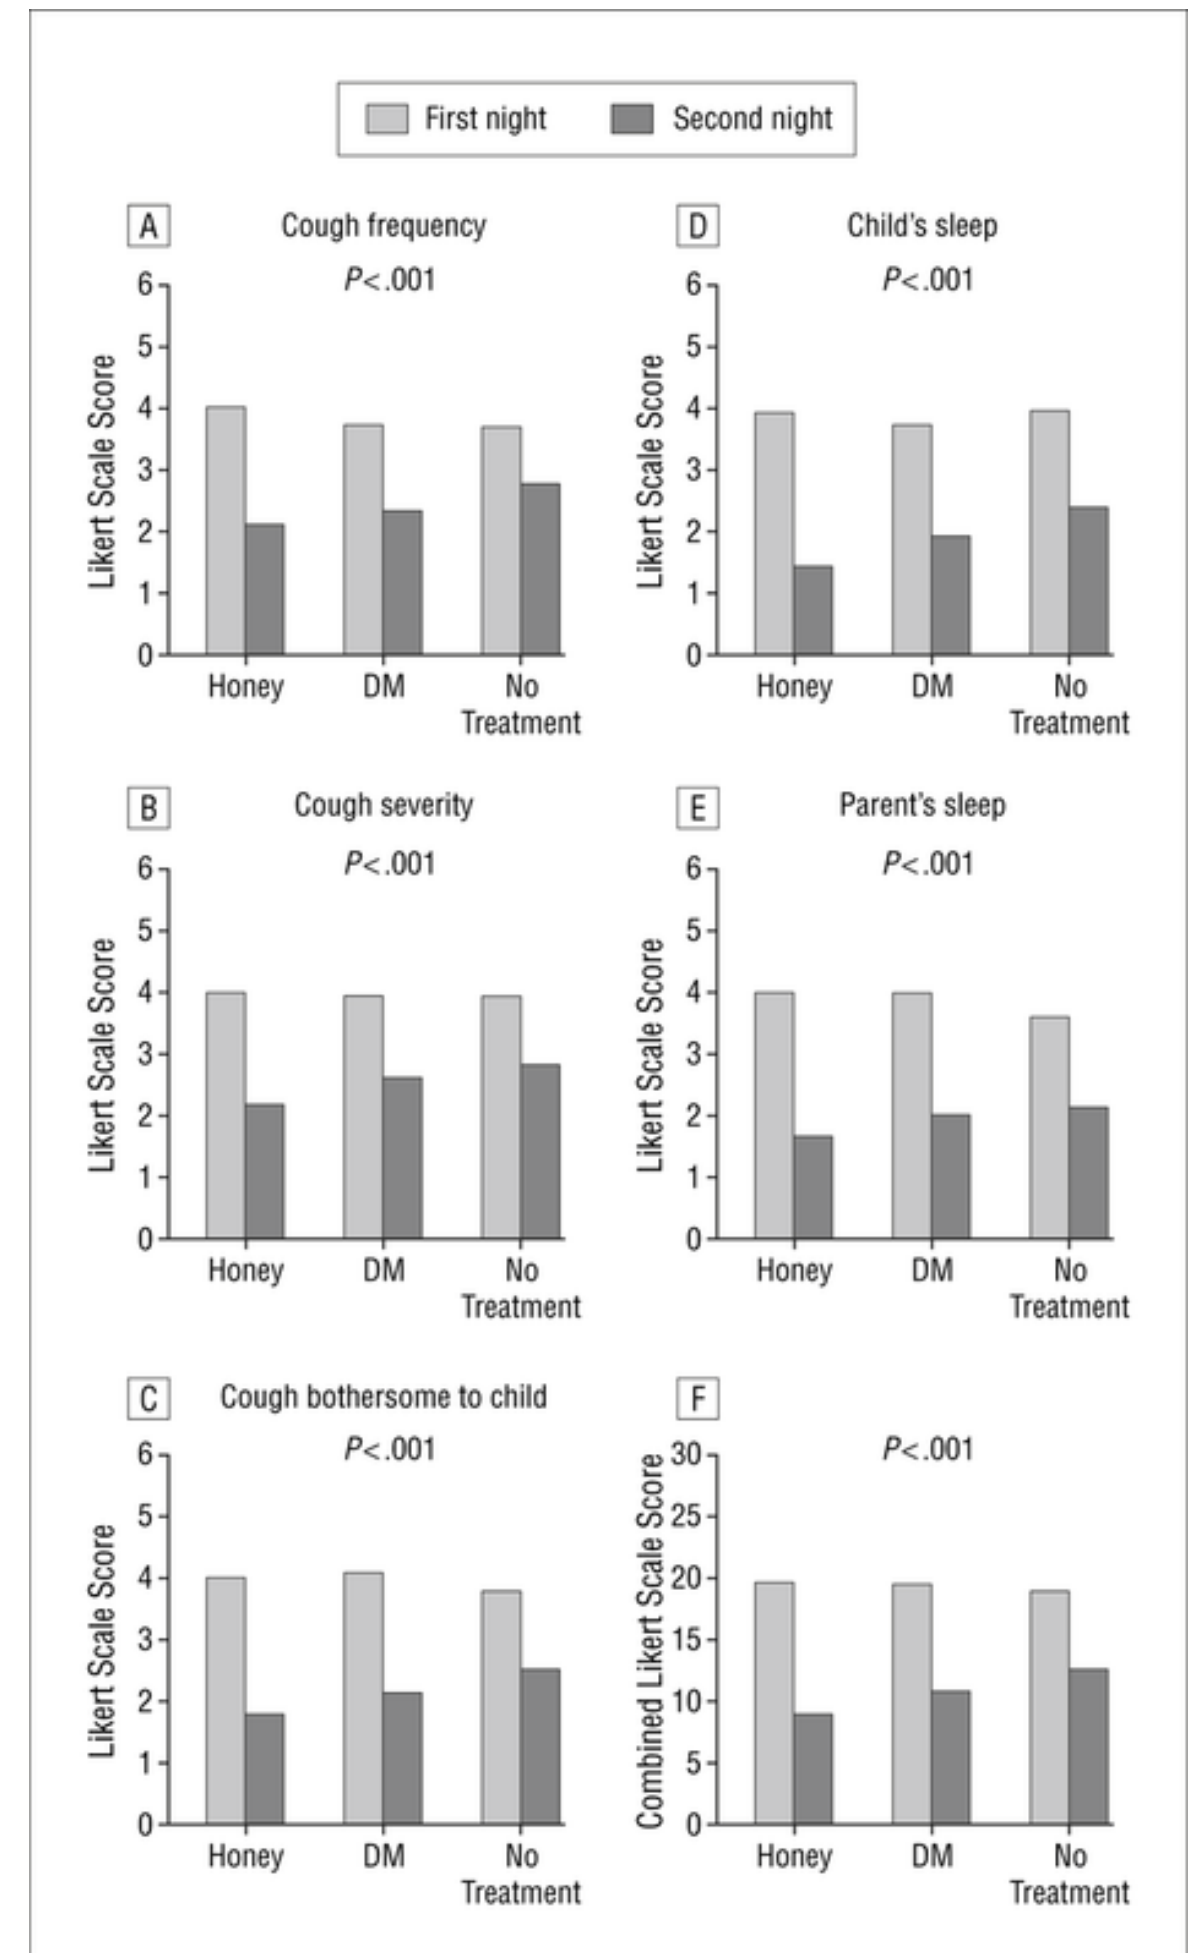 First night
Second night
A
Cough frequency
P<.001
Likert Scale Score
6
5
4
3
2
1
0
Honey
DM
No
Treatment
D
Child's sleep
P<.001
Likert Scale Score
6
5
4
3
2
1
0
Honey
DM
No
Treatment
B
Cough severity
P<.001
Likert Scale Score
6
5
4
3
2
1
0
Honey
DM
No
Treatment
E
Parent's sleep
P<.001
Likert Scale Score
6
5
4
3
2
1
0
Honey
DM
No
Treatment
C
Cough bothersome to child
P<.001
Likert Scale Score
6
5
4
3
2
1
0
Honey
DM
No
Treatment
F
P<.001
Combined Likert Scale Score
30
25
20
15
10
5
0
Honey
DM
No
Treatment